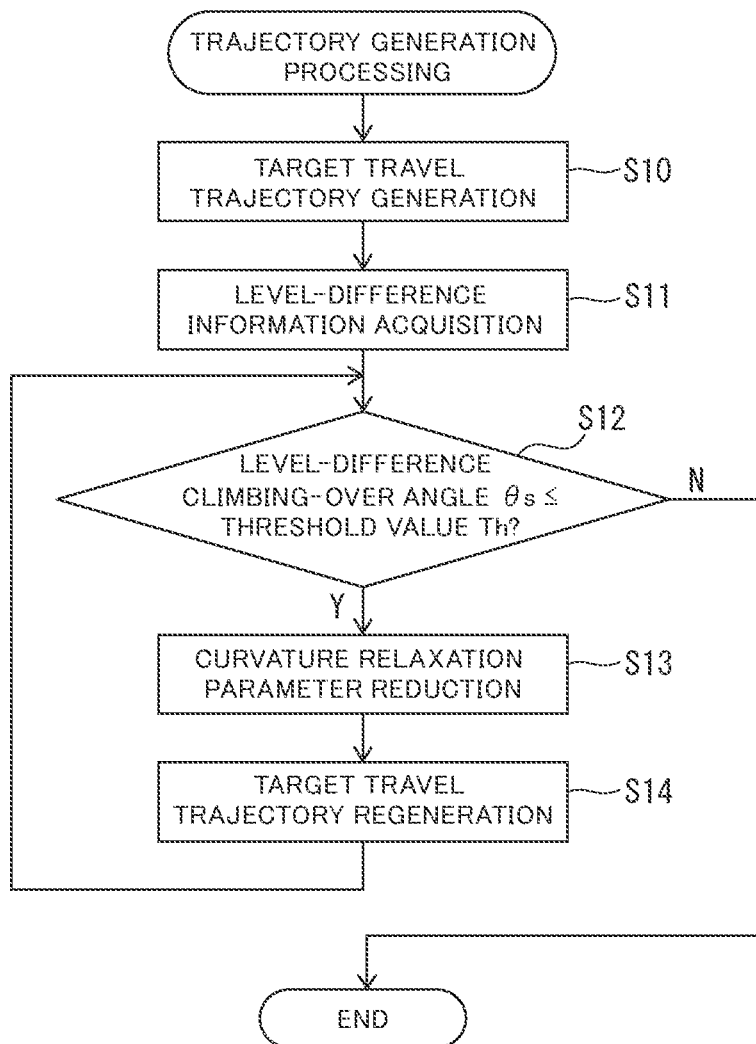 TRAJECTORY GENERATION
PROCESSING
TARGET TRAVEL
TRAJECTORY GENERATION
S10
LEVEL-DIFFERENCE
INFORMATION ACQUISITION
S11
S12
LEVEL-DIFFERENCE
CLIMBING-OVER ANGLE θs ≦
THRESHOLD VALUE Th?
N
Y
CURVATURE RELAXATION
PARAMETER REDUCTION
S13
TARGET TRAVEL
TRAJECTORY REGENERATION
S14
END